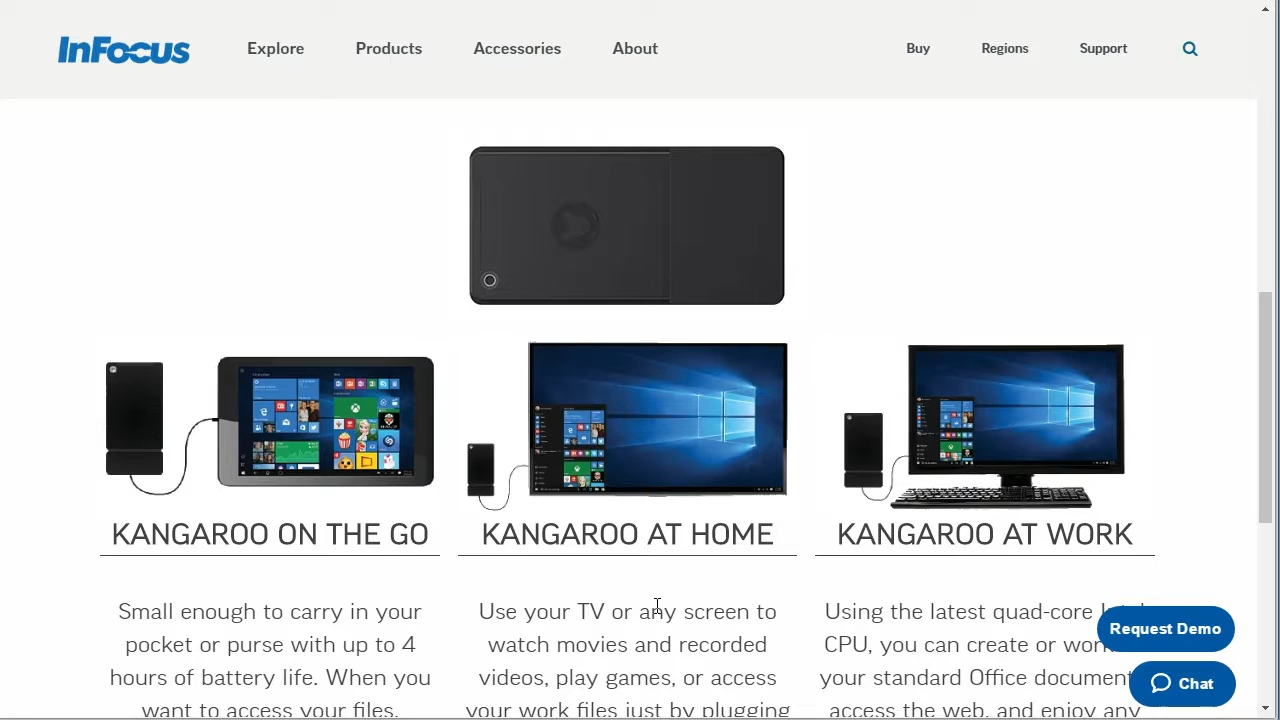 InFocus
Explore
Products
Accessories
About
Buy
Regions
Support
KANGAROO ON THE GO
KANGAROO AT HOME
KANGAROO AT WORK
Small enough to carry in your
pocket or purse with up to 4
hours of battery life. When you
want to access your files,
Use your TV or any screen to
watch movies and recorded
videos, play games, or access
your work files just by plugging
Using the latest quad-core
CPU, you can create or
your standard Office
access the web, and enjoy any
Request Demo
Chat